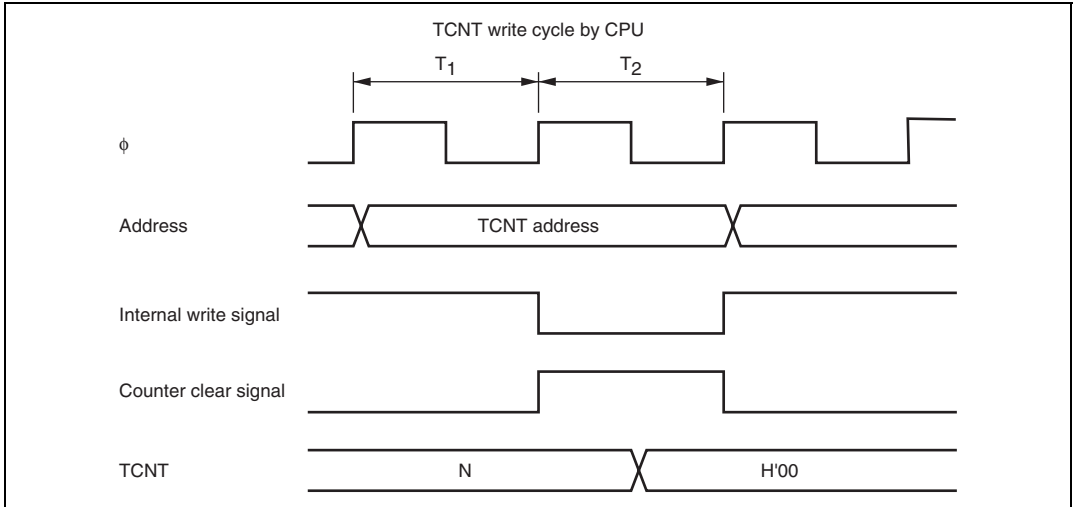 TCNT write cycle by CPU
T1 T2
ϕ
Address TCNT address
Internal write signal
Counter clear signal
TCNT N H'00